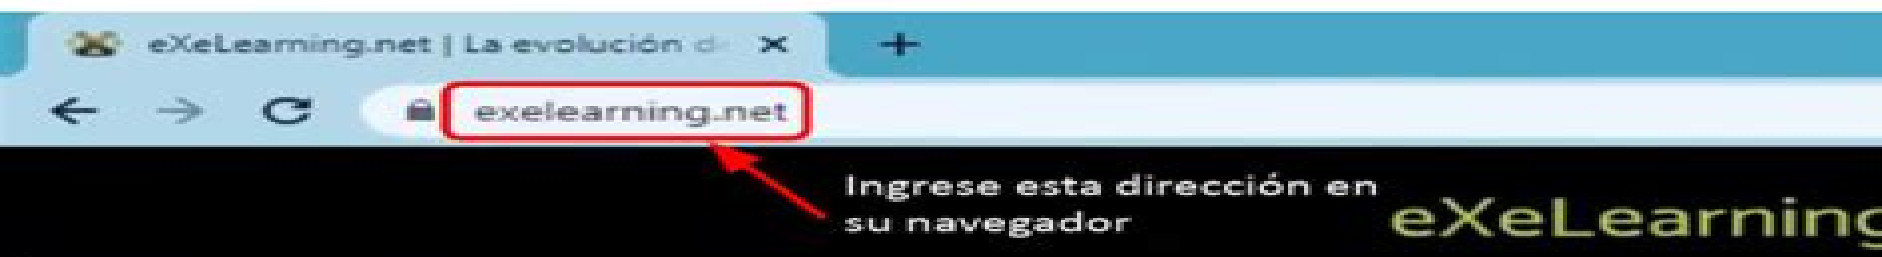 eXeLearning.net | La evolución d
exelearning.net
Ingrese esta dirección en
su navegador
eXeLearning